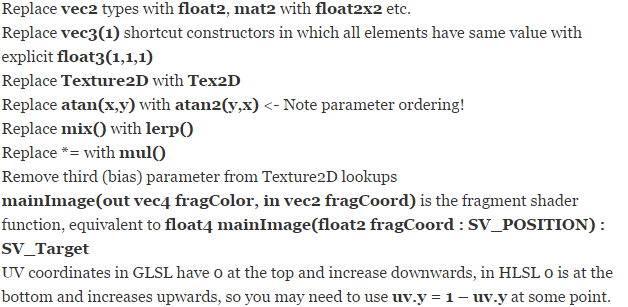 Replace vec2 types with float2, mat2 with float2x2 etc.
Replace vec3(1) shortcut constructors in which all elements have same value with
explicit float3(1,1,1)
Replace Texture2D with Tex2D
Replace atan(x,y) with atan2(y,x) <- Note parameter ordering!
Replace mix() with lerp()
Replace *= with mul()
Remove third (bias) parameter from Texture2D lookups
mainImage(out vec4 fragColor, in vec2 fragCoord) is the fragment shader
function, equivalent to float4 mainImage(float2 fragCoord : SV_POSITION) :
SV_Target
UV coordinates in GLSL have 0 at the top and increase downwards, in HLSL 0 is at the
bottom and increases upwards, so you may need to use uv.y = 1 – uv.y at some point.